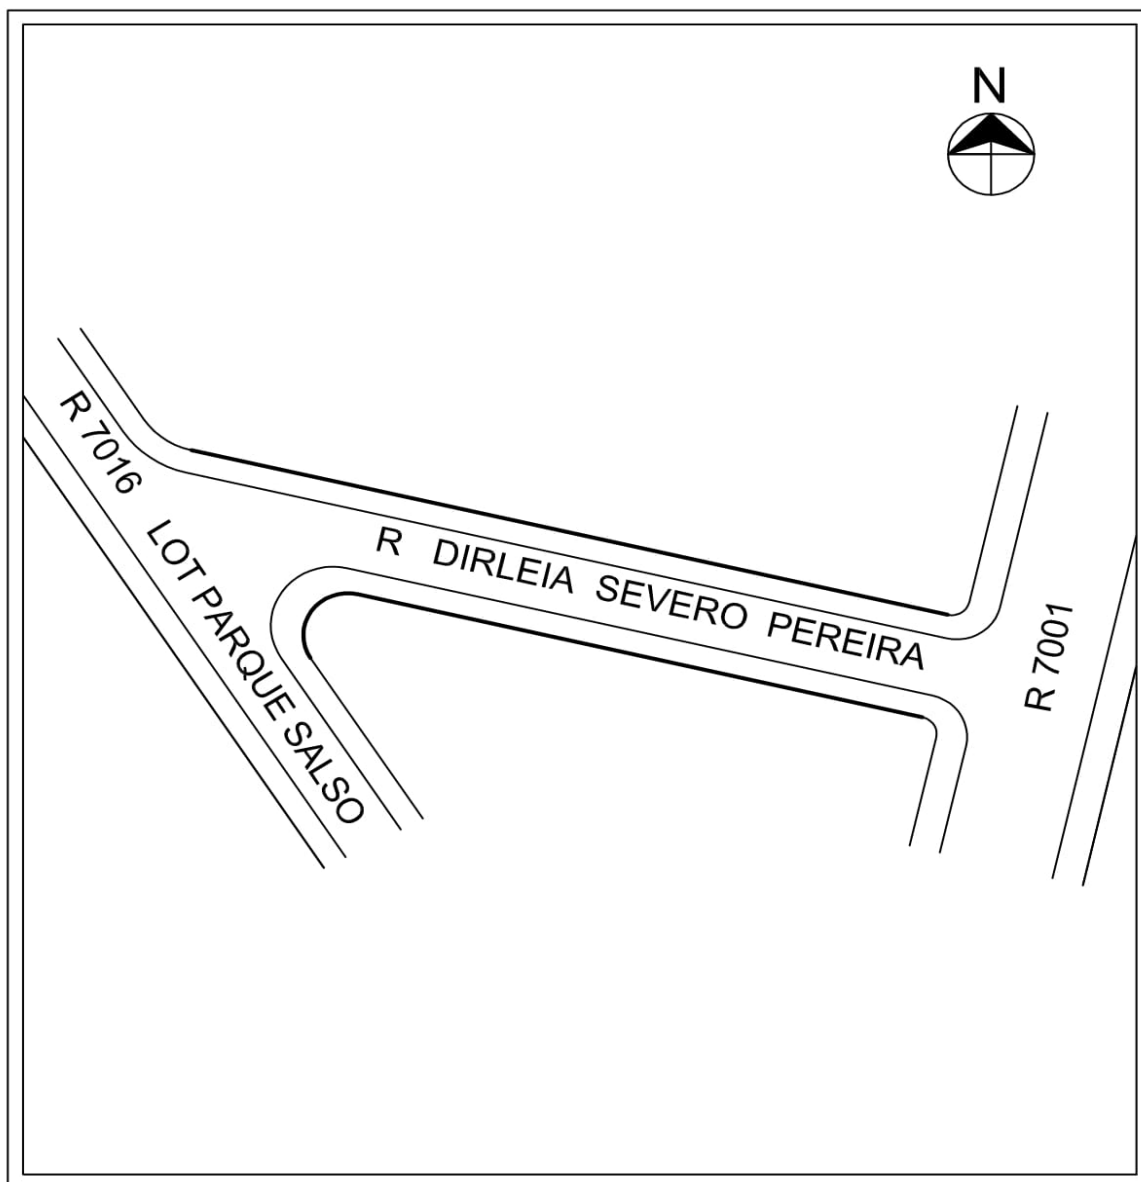 N
R 7016 LOT PARQUE SALSO
R DIRLEIA SEVERO PEREIRA
R 7001